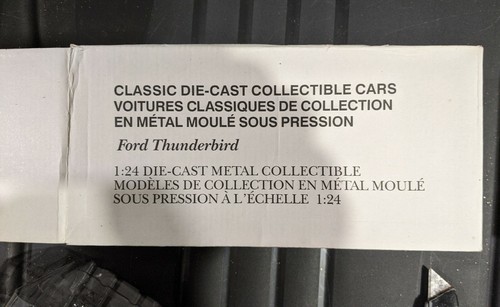 CLASSIC DIE-CAST COLLECTIBLE CARS
VOITURES CLASSIQUES DE COLLECTION
EN MÉTAL MOULÉ SOUS PRESSION
Ford Thunderbird
1:24 DIE-CAST METAL COLLECTIBLE
MODÈLES DE COLLECTION EN MÉTAL MOULÉ
SOUS PRESSION À L'ÉCHELLE 1:24